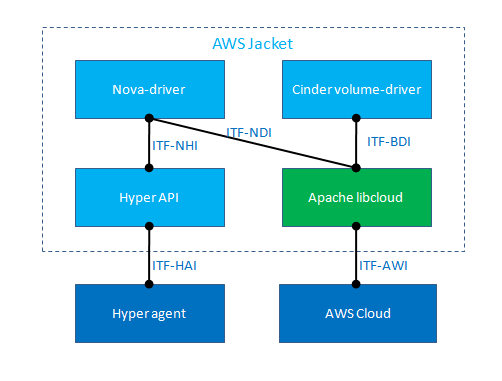 AWS Jacket
Nova-driver
Cinder volume-driver
ITF-NDI
ITF-NHI
ITF-BDI
Hyper API
Apache libcloud
ITF-HAI
ITF-AWI
Hyper agent
AWS Cloud